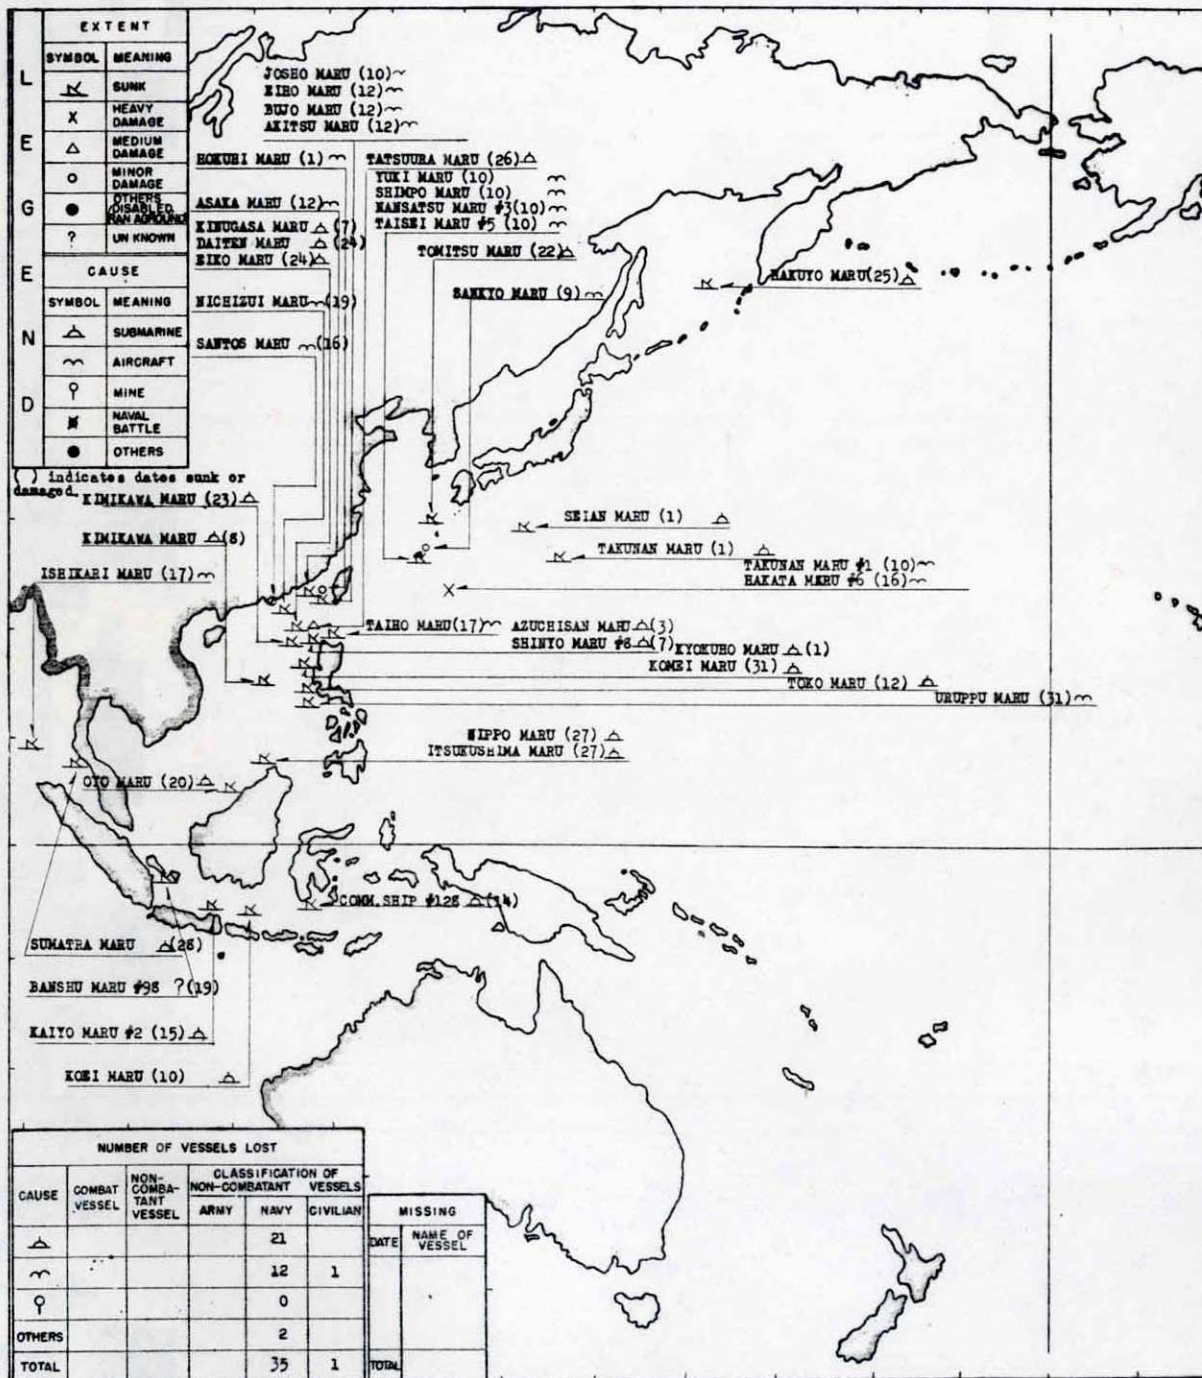 LEGEND
EXTENT
SYMBOL MEANING
SUNK
X HEAVY DAMAGE
△ MEDIUM DAMAGE
○ MINOR DAMAGE
● OTHERS (DISABLED, RAN AGROUND)
? UN KNOWN
CAUSE
SYMBOL MEANING
SUBMARINE
AIRCRAFT
MINE
NAVAL BATTLE
● OTHERS
( ) indicates dates sunk or
damaged.
JOSHO MARU (10)
KIHO MARU (12)
BUJO MARU (12)
AKITSU MARU (12)
HOKUHI MARU (1)
ASAKA MARU (12)
KINUGASA MARU (7)
DAITEN MARU (24)
EIKO MARU (24)
NICHIZUI MARU (19)
SANTOS MARU (16)
TATSUURA MARU (26)
YUKI MARU (10)
SHIMPO MARU (10)
NANSATSU MARU #3(10)
TAISEI MARU #5 (10)
TOMITSU MARU (22)
SANKYO MARU (9)
HAKUYO MARU(25)
KIMIKAWA MARU (23)
KIMIKAWA MARU (8)
ISHIKARI MARU (17)
SEIAN MARU (1)
TAKUNAN MARU (1)
TAKUNAN MARU #1 (10)
HAKATA MARU #6 (16)
TAIHO MARU(17)
AZUCHISAN MARU (3)
SHINYO MARU #8 (7)
KYOKUHO MARU (1)
KOMEI MARU (31)
TOKO MARU (12)
URUPPU MARU (31)
NIPPO MARU (27)
ITSUKUSHIMA MARU (27)
OYO MARU (20)
COMM.SHIP #128 (14)
SUMATRA MARU (28)
BANSHU MARU #98 ?(19)
KAIYO MARU #2 (15)
KOEI MARU (10)
NUMBER OF VESSELS LOST
CAUSE COMBAT VESSEL NON-COMBA-TANT VESSEL CLASSIFICATION OF NON-COMBATANT VESSELS
ARMY NAVY CIVILIAN
21
12 1
0
OTHERS 2
TOTAL 35 1
MISSING
DATE NAME OF VESSEL
TOTAL